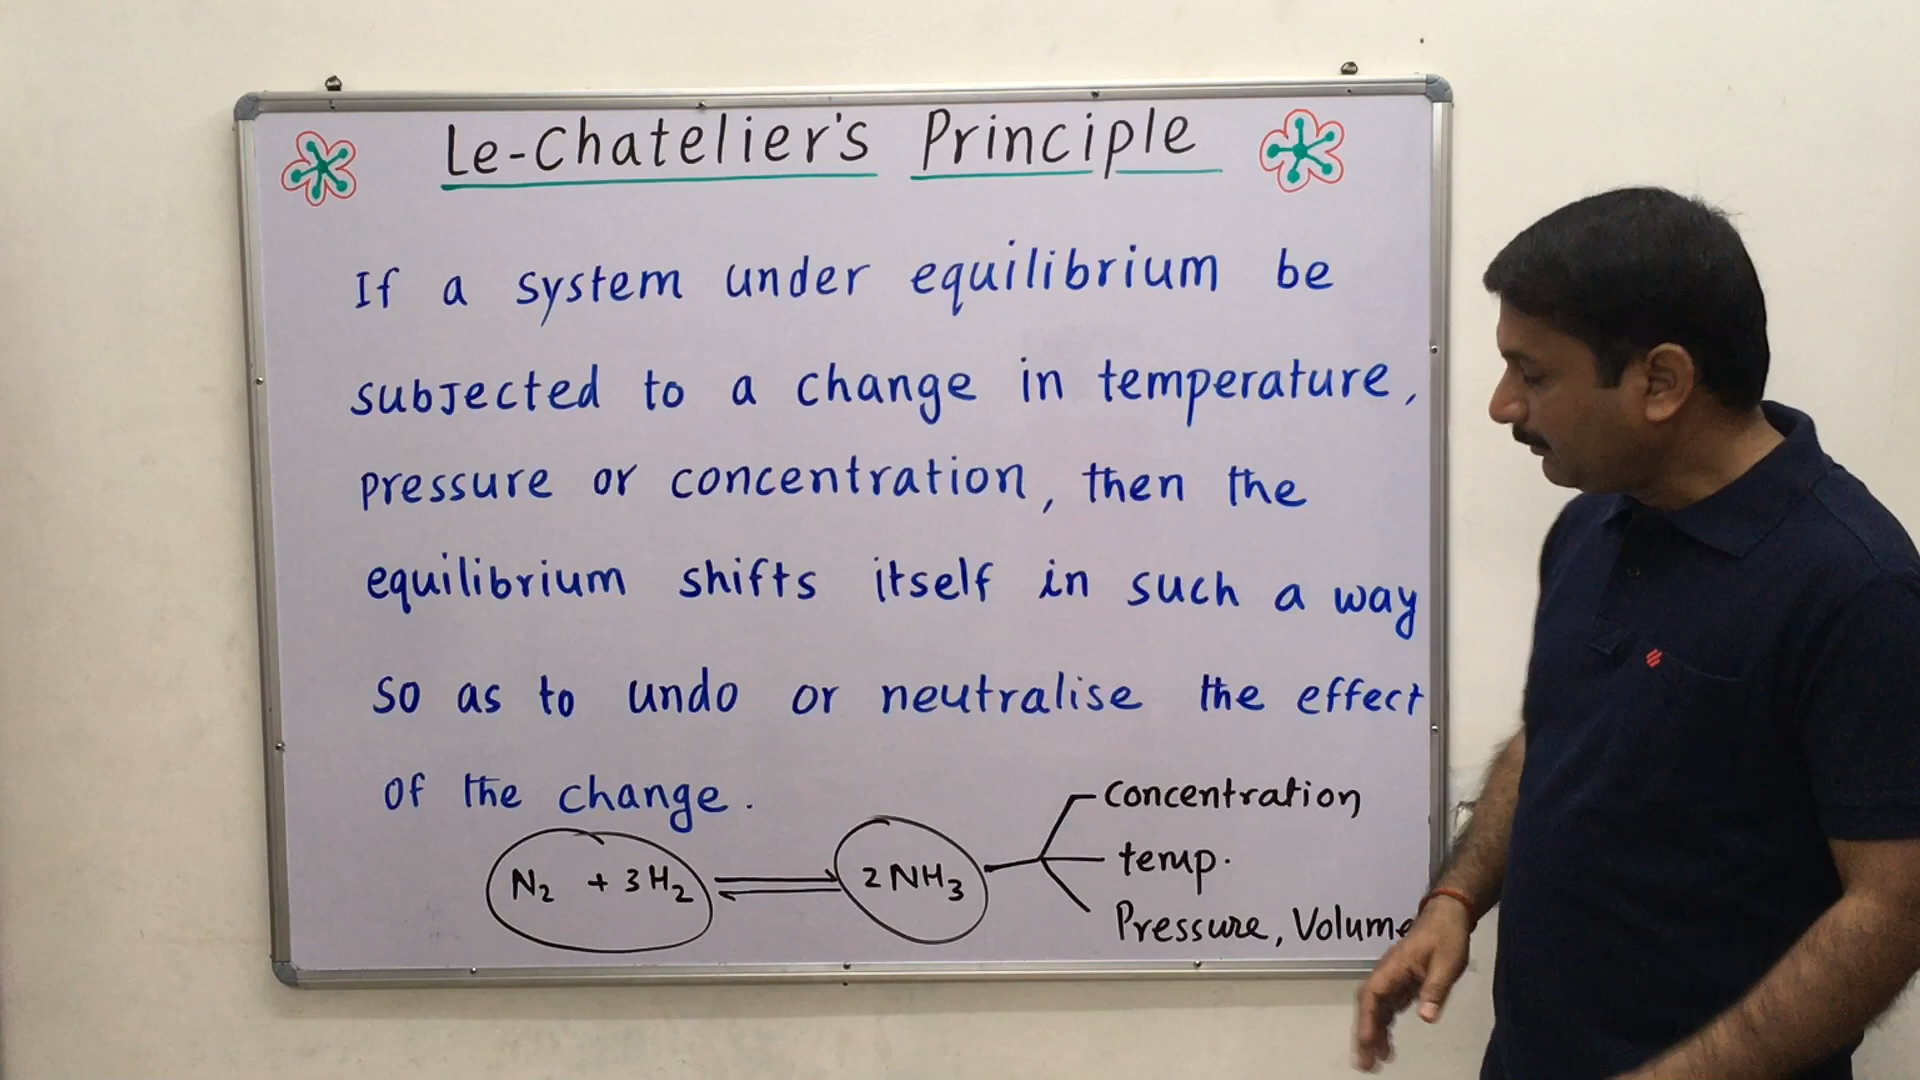 Le-Chatelier's Principle
If a system under equilibrium be
subjected to a change in temperature,
pressure or concentration, then the
equilibrium shifts itself in such a way
so as to undo or neutralise the effect
of the change.
concentration
N2 + 3H2 ⇌ 2NH3
temp.
Pressure, Volume